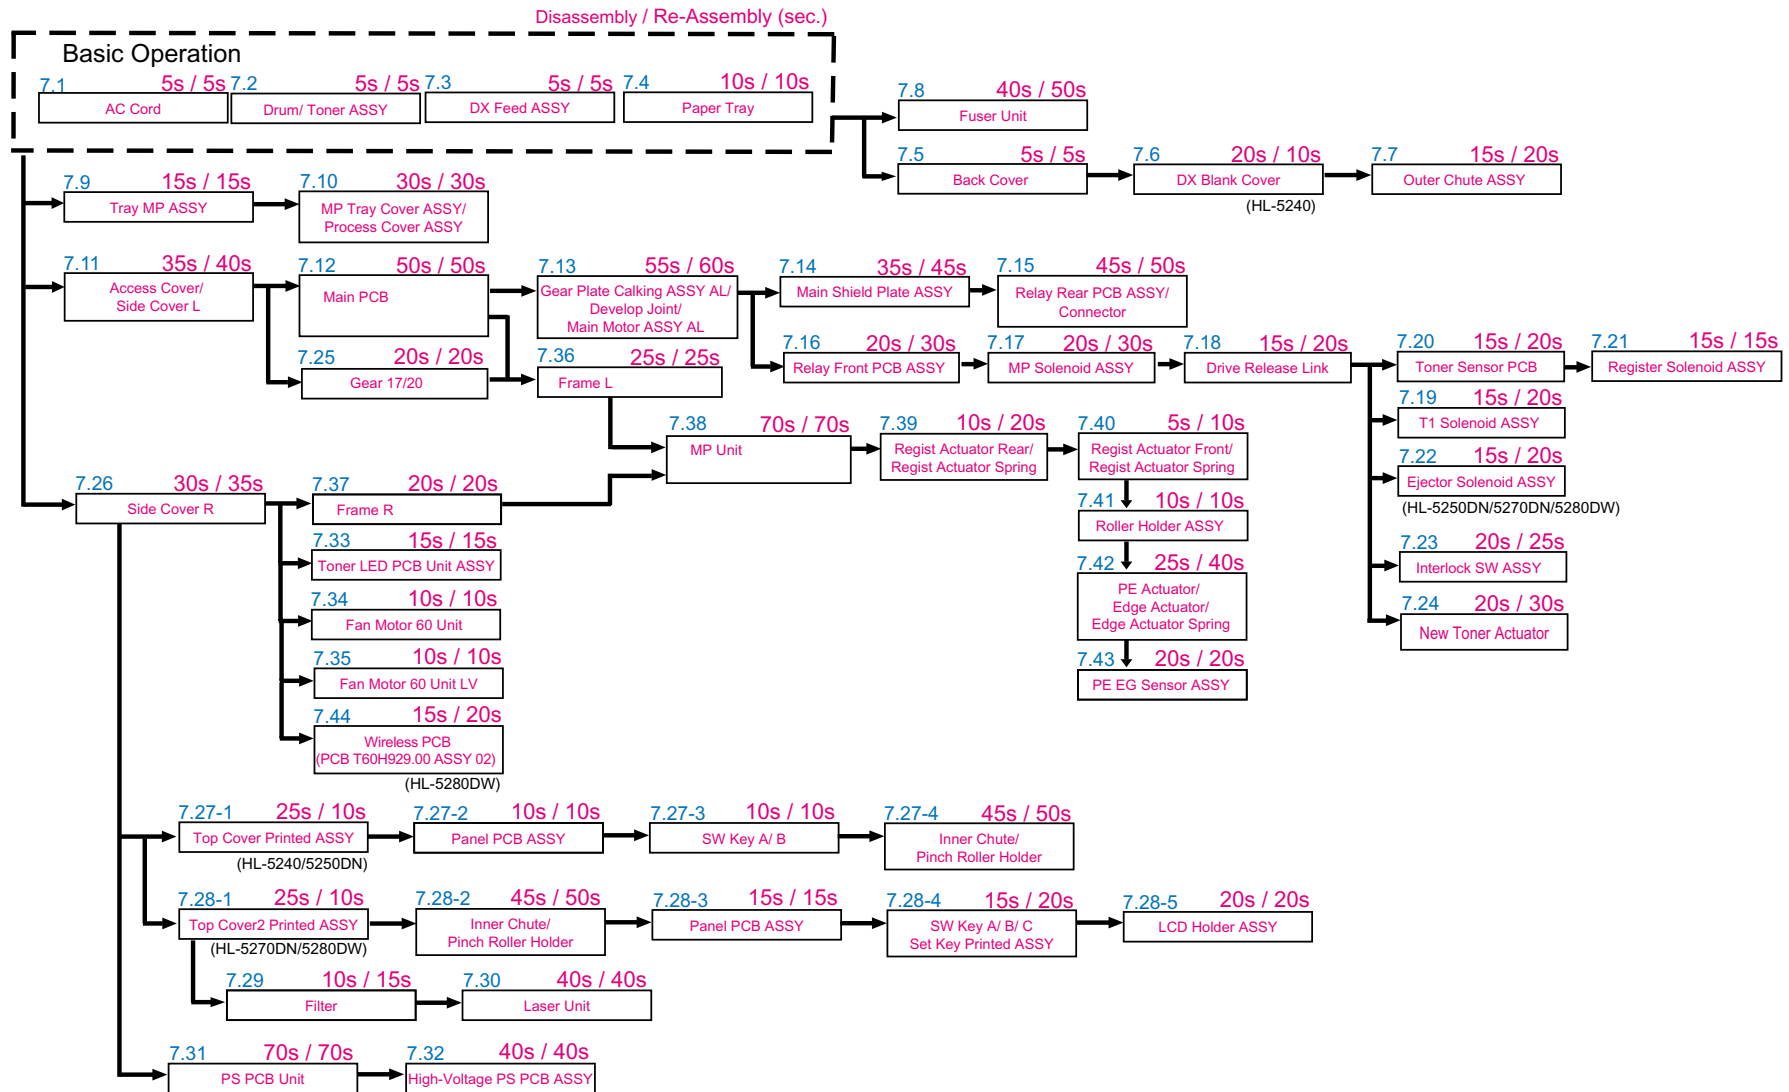 Disassembly / Re-Assembly (sec.)
Basic Operation
7.1 5s / 5s
AC Cord
7.2 5s / 5s
Drum/ Toner ASSY
7.3 5s / 5s
DX Feed ASSY
7.4 10s / 10s
Paper Tray
7.8 40s / 50s
Fuser Unit
7.5 5s / 5s
Back Cover
7.6 20s / 10s
DX Blank Cover
(HL-5240)
7.7 15s / 20s
Outer Chute ASSY
7.9 15s / 15s
Tray MP ASSY
7.10 30s / 30s
MP Tray Cover ASSY/
Process Cover ASSY
7.11 35s / 40s
Access Cover/
Side Cover L
7.12 50s / 50s
Main PCB
7.13 55s / 60s
Gear Plate Calking ASSY AL/
Develop Joint/
Main Motor ASSY AL
7.14 35s / 45s
Main Shield Plate ASSY
7.15 45s / 50s
Relay Rear PCB ASSY/
Connector
7.16 20s / 30s
Relay Front PCB ASSY
7.17 20s / 30s
MP Solenoid ASSY
7.18 15s / 20s
Drive Release Link
7.20 15s / 20s
Toner Sensor PCB
7.21 15s / 15s
Register Solenoid ASSY
7.19 15s / 20s
T1 Solenoid ASSY
7.22 15s / 20s
Ejector Solenoid ASSY
(HL-5250DN/5270DN/5280DW)
7.23 20s / 25s
Interlock SW ASSY
7.24 20s / 30s
New Toner Actuator
7.25 20s / 20s
Gear 17/20
7.36 25s / 25s
Frame L
7.38 70s / 70s
MP Unit
7.39 10s / 20s
Regist Actuator Rear/
Regist Actuator Spring
7.40 5s / 10s
Regist Actuator Front/
Regist Actuator Spring
7.41 10s / 10s
Roller Holder ASSY
7.42 25s / 40s
PE Actuator/
Edge Actuator/
Edge Actuator Spring
7.43 20s / 20s
PE EG Sensor ASSY
7.26 30s / 35s
Side Cover R
7.37 20s / 20s
Frame R
7.33 15s / 15s
Toner LED PCB Unit ASSY
7.34 10s / 10s
Fan Motor 60 Unit
7.35 10s / 10s
Fan Motor 60 Unit LV
7.44 15s / 20s
Wireless PCB
(PCB T60H929.00 ASSY 02)
(HL-5280DW)
7.27-1 25s / 10s
Top Cover Printed ASSY
(HL-5240/5250DN)
7.27-2 10s / 10s
Panel PCB ASSY
7.27-3 10s / 10s
SW Key A/ B
7.27-4 45s / 50s
Inner Chute/
Pinch Roller Holder
7.28-1 25s / 10s
Top Cover2 Printed ASSY
(HL-5270DN/5280DW)
7.28-2 45s / 50s
Inner Chute/
Pinch Roller Holder
7.28-3 15s / 15s
Panel PCB ASSY
7.28-4 15s / 20s
SW Key A/ B/ C
Set Key Printed ASSY
7.28-5 20s / 20s
LCD Holder ASSY
7.29 10s / 15s
Filter
7.30 40s / 40s
Laser Unit
7.31 70s / 70s
PS PCB Unit
7.32 40s / 40s
High-Voltage PS PCB ASSY